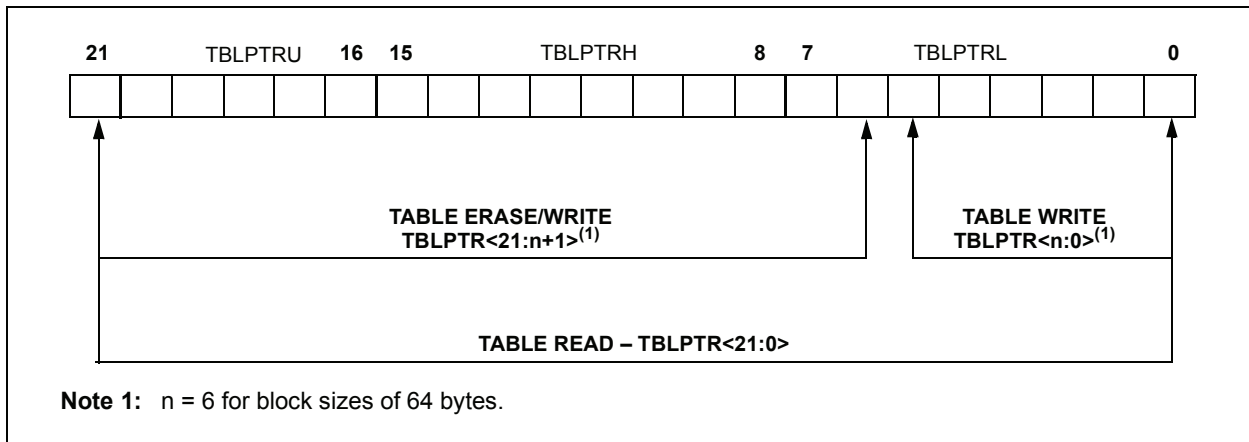 21 TBLPTRU 16 15 TBLPTRH 8 7 TBLPTRL 0
TABLE ERASE/WRITE
TBLPTR<21:n+1>(1)
TABLE WRITE
TBLPTR<n:0>(1)
TABLE READ – TBLPTR<21:0>
Note 1: n = 6 for block sizes of 64 bytes.